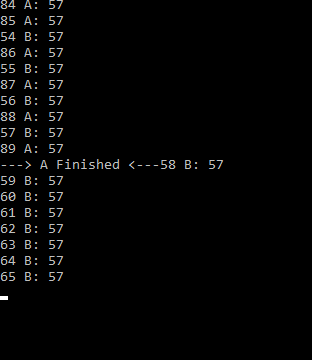 84 A: 57
85 A: 57
54 B: 57
86 A: 57
55 B: 57
87 A: 57
56 B: 57
88 A: 57
57 B: 57
89 A: 57
---> A Finished <---58 B: 57
59 B: 57
60 B: 57
61 B: 57
62 B: 57
63 B: 57
64 B: 57
65 B: 57